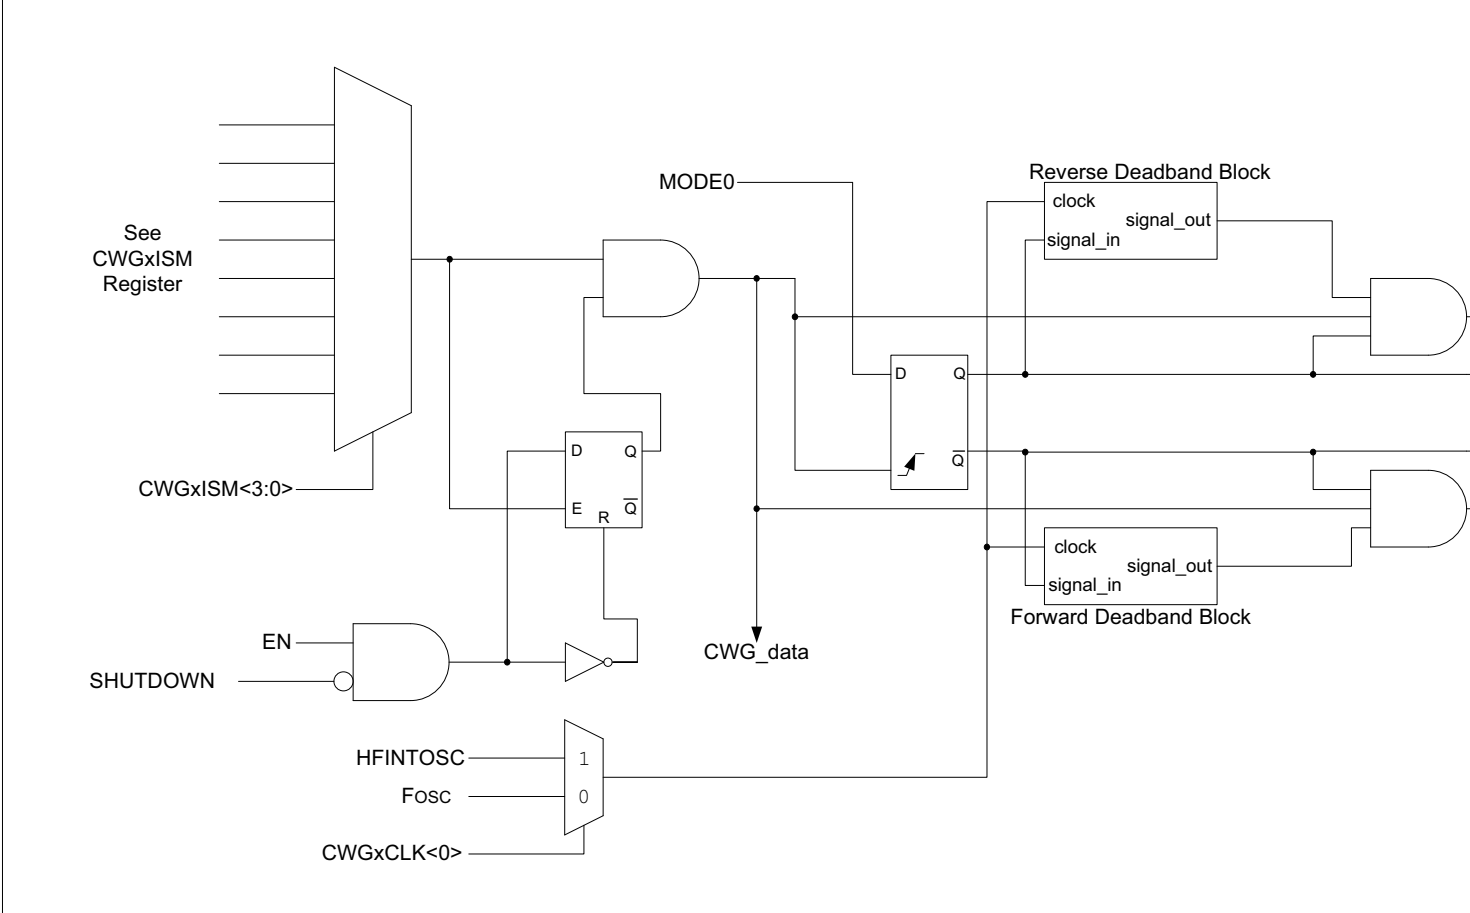 Reverse Deadband Block
MODE0
clock
signal_out
signal_in
See
CWGxISM
Register
D
Q
Q
D
Q
E
Q
R
CWGxISM<3:0>
clock
signal_out
signal_in
Forward Deadband Block
EN
CWG_data
SHUTDOWN
HFINTOSC
1
FOSC
0
CWGxCLK<0>